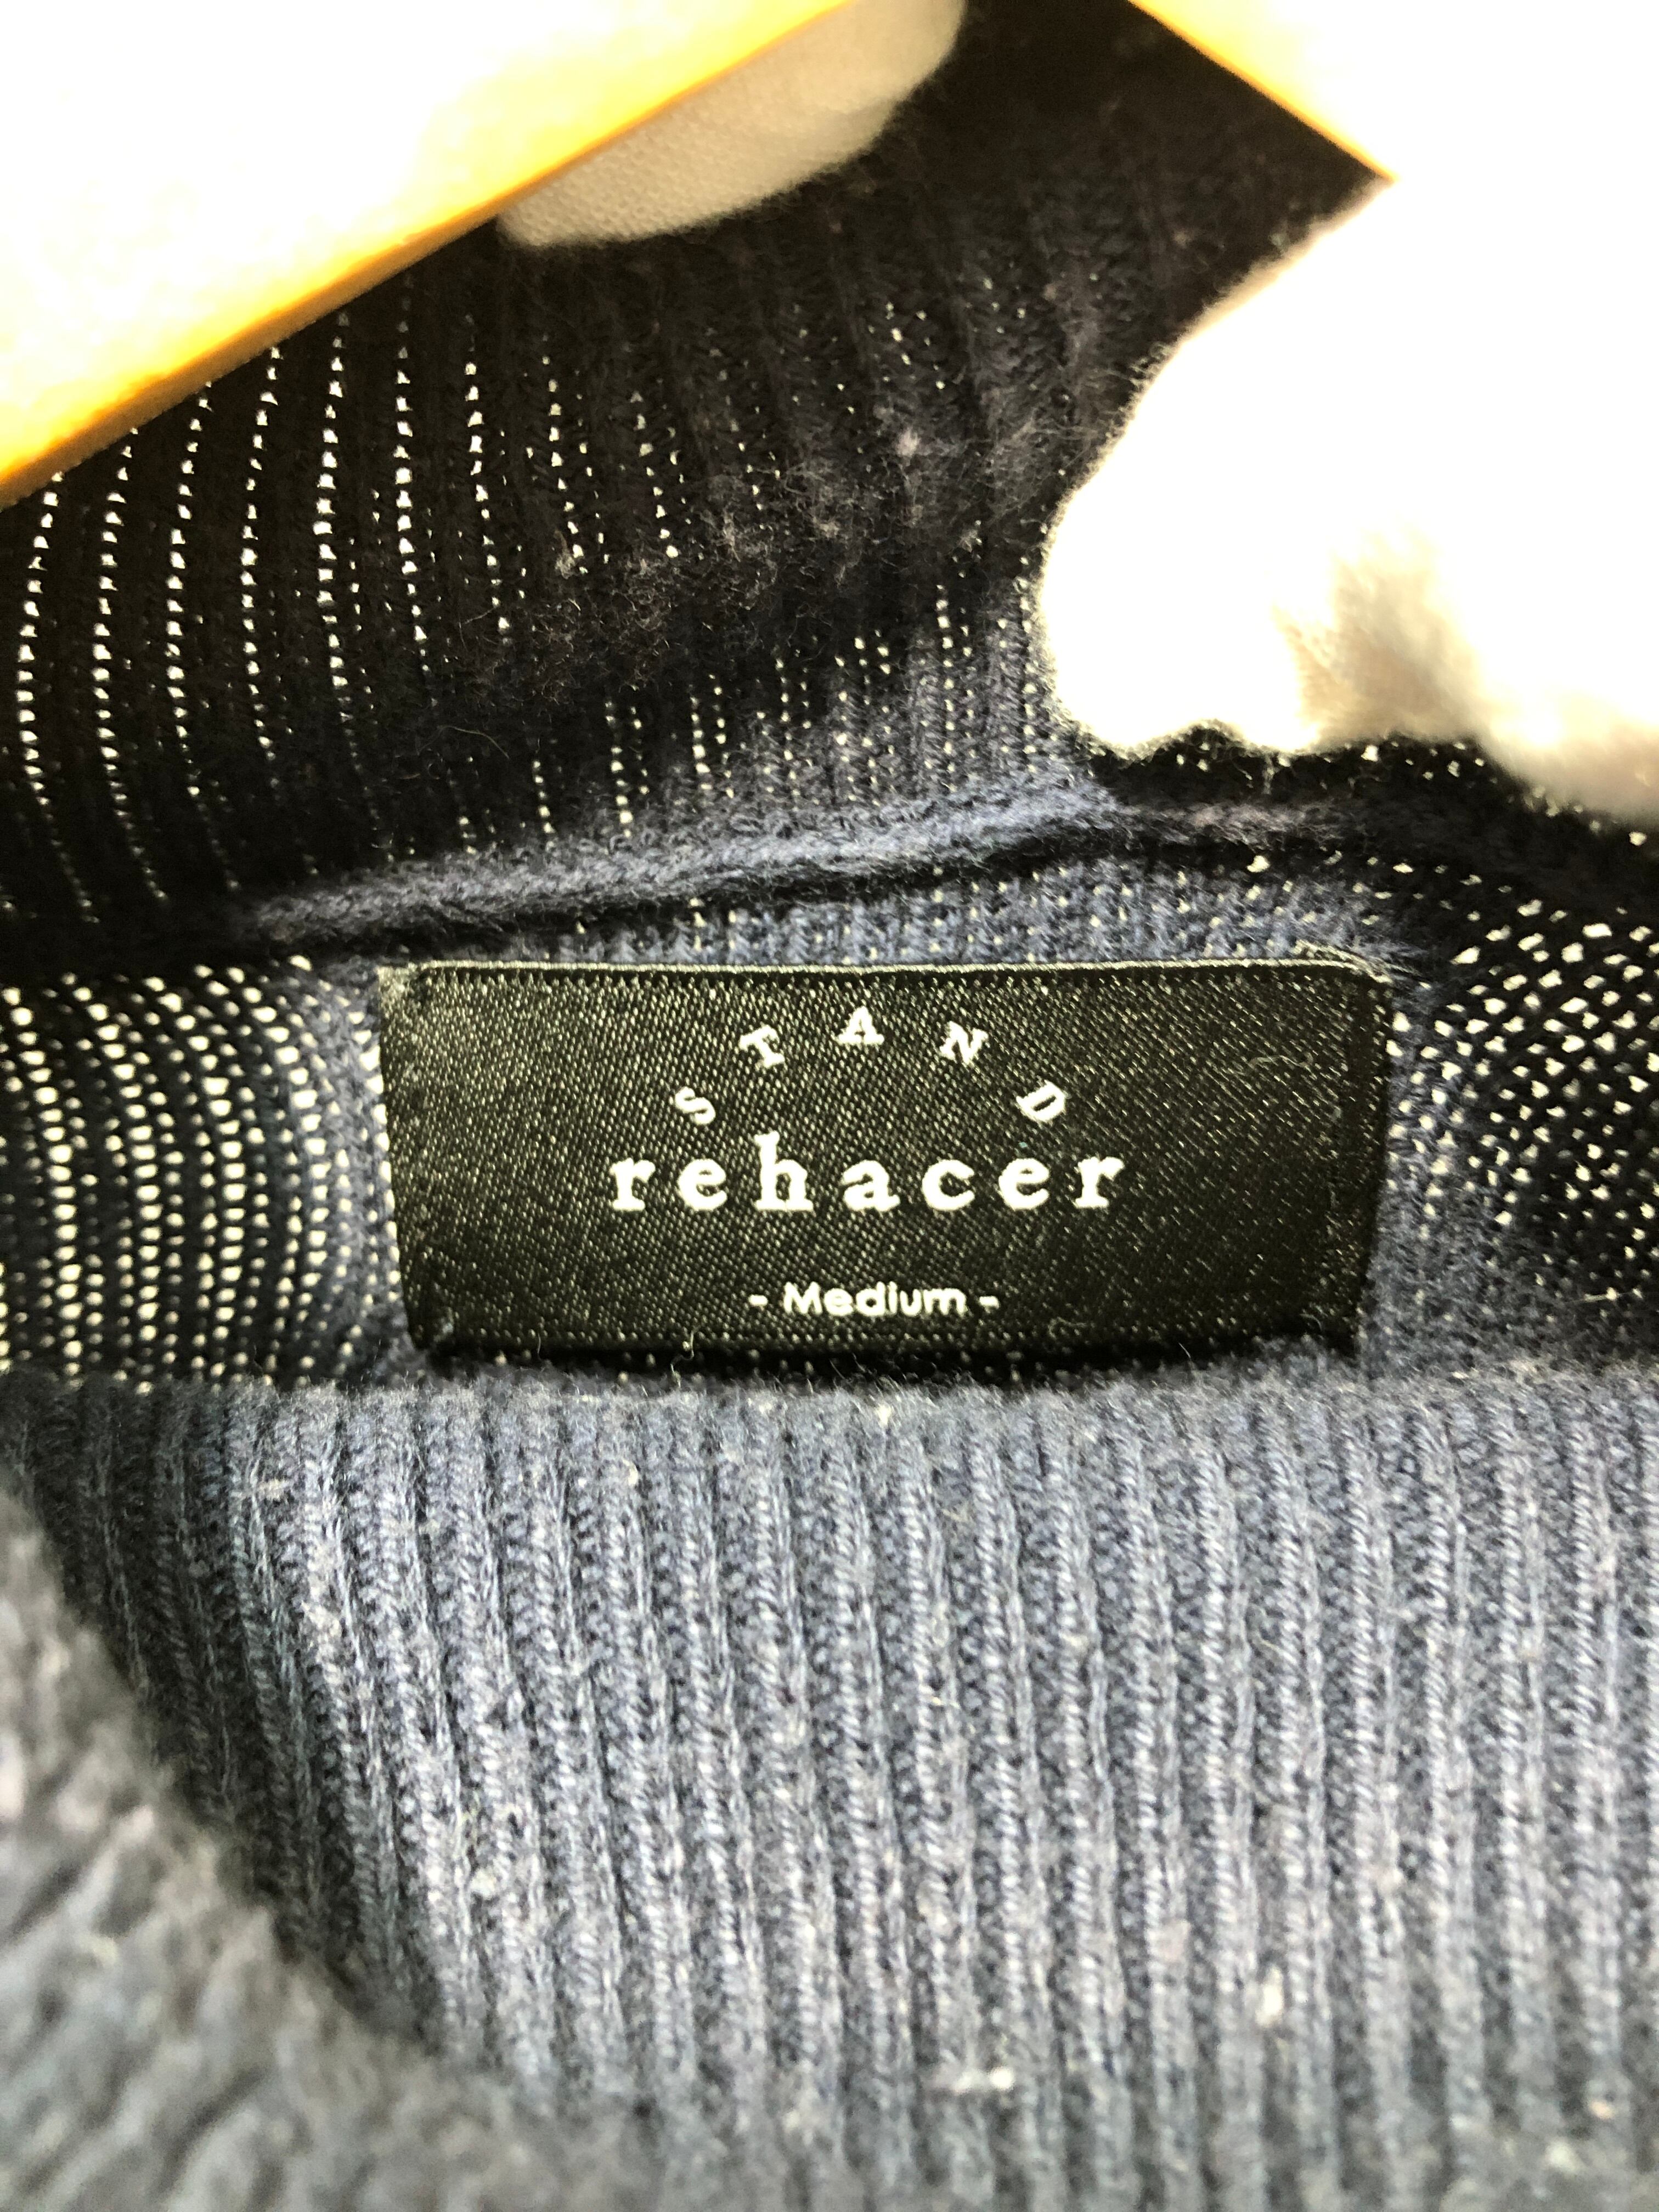 STAND
rehacer
- Medium -